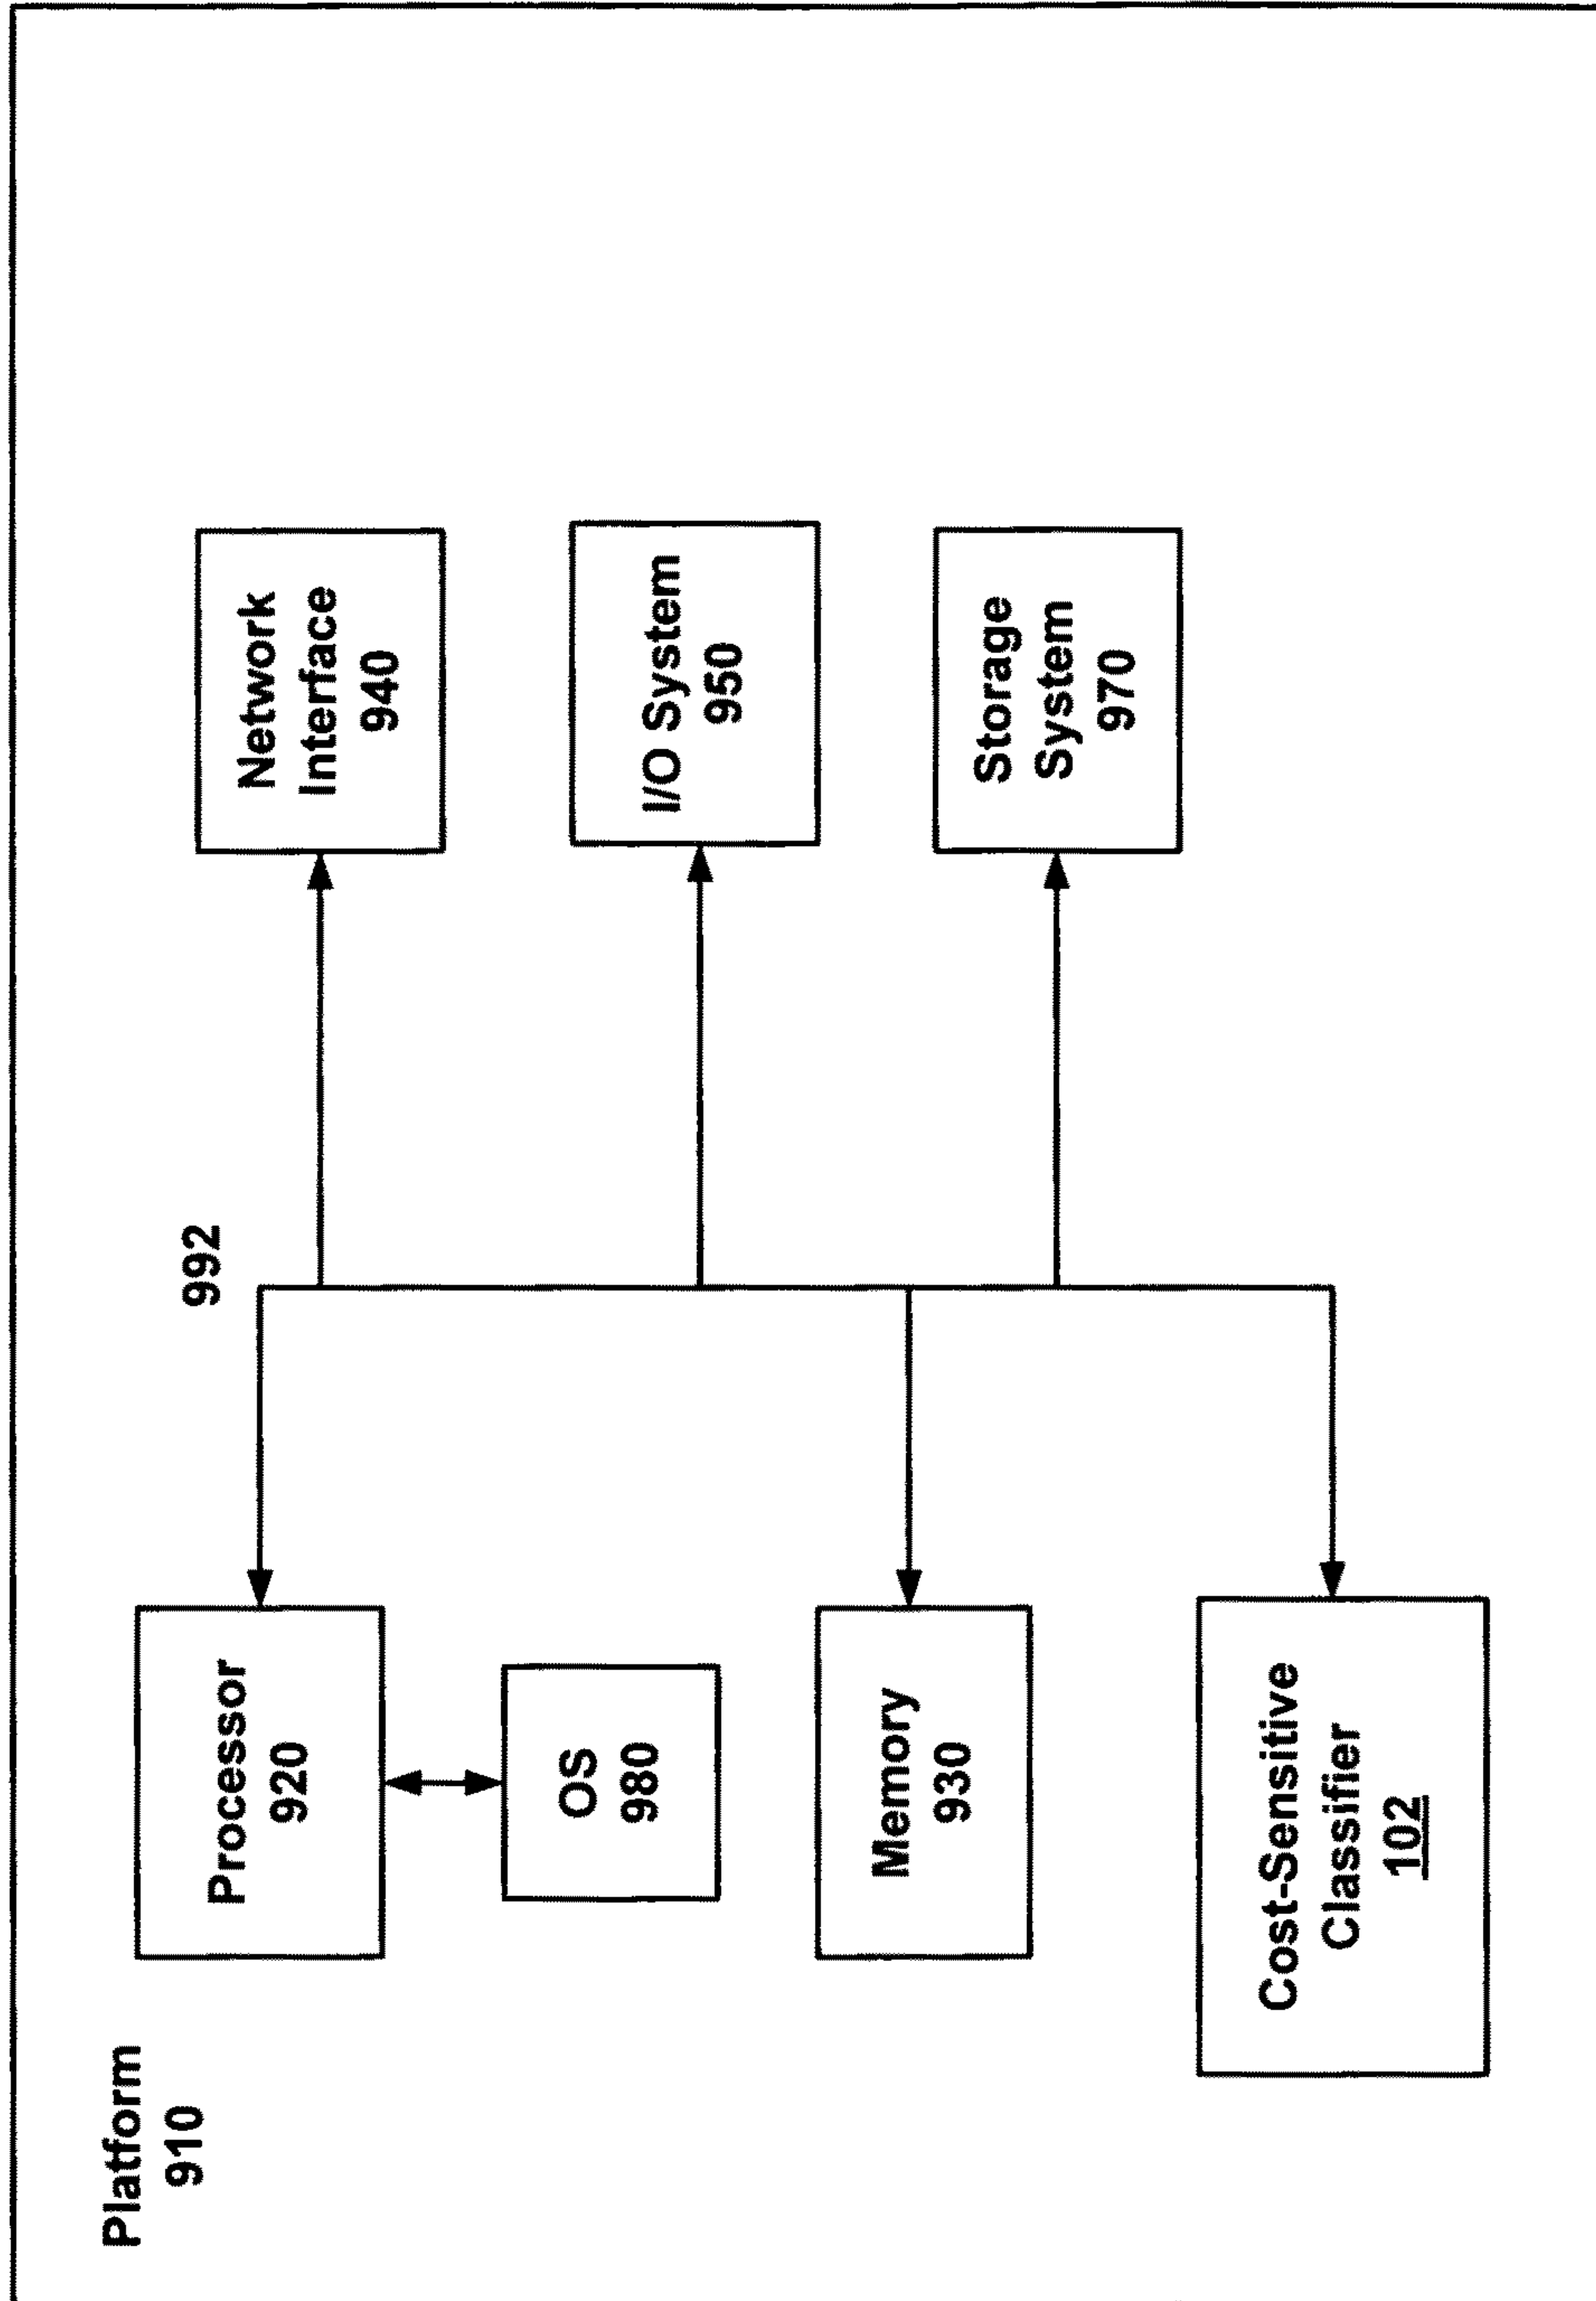 Platform
910
Processor
920
OS
980
Memory
930
Cost-Sensitive
Classifier
102
992
Network
Interface
940
I/O System
950
Storage
System
970